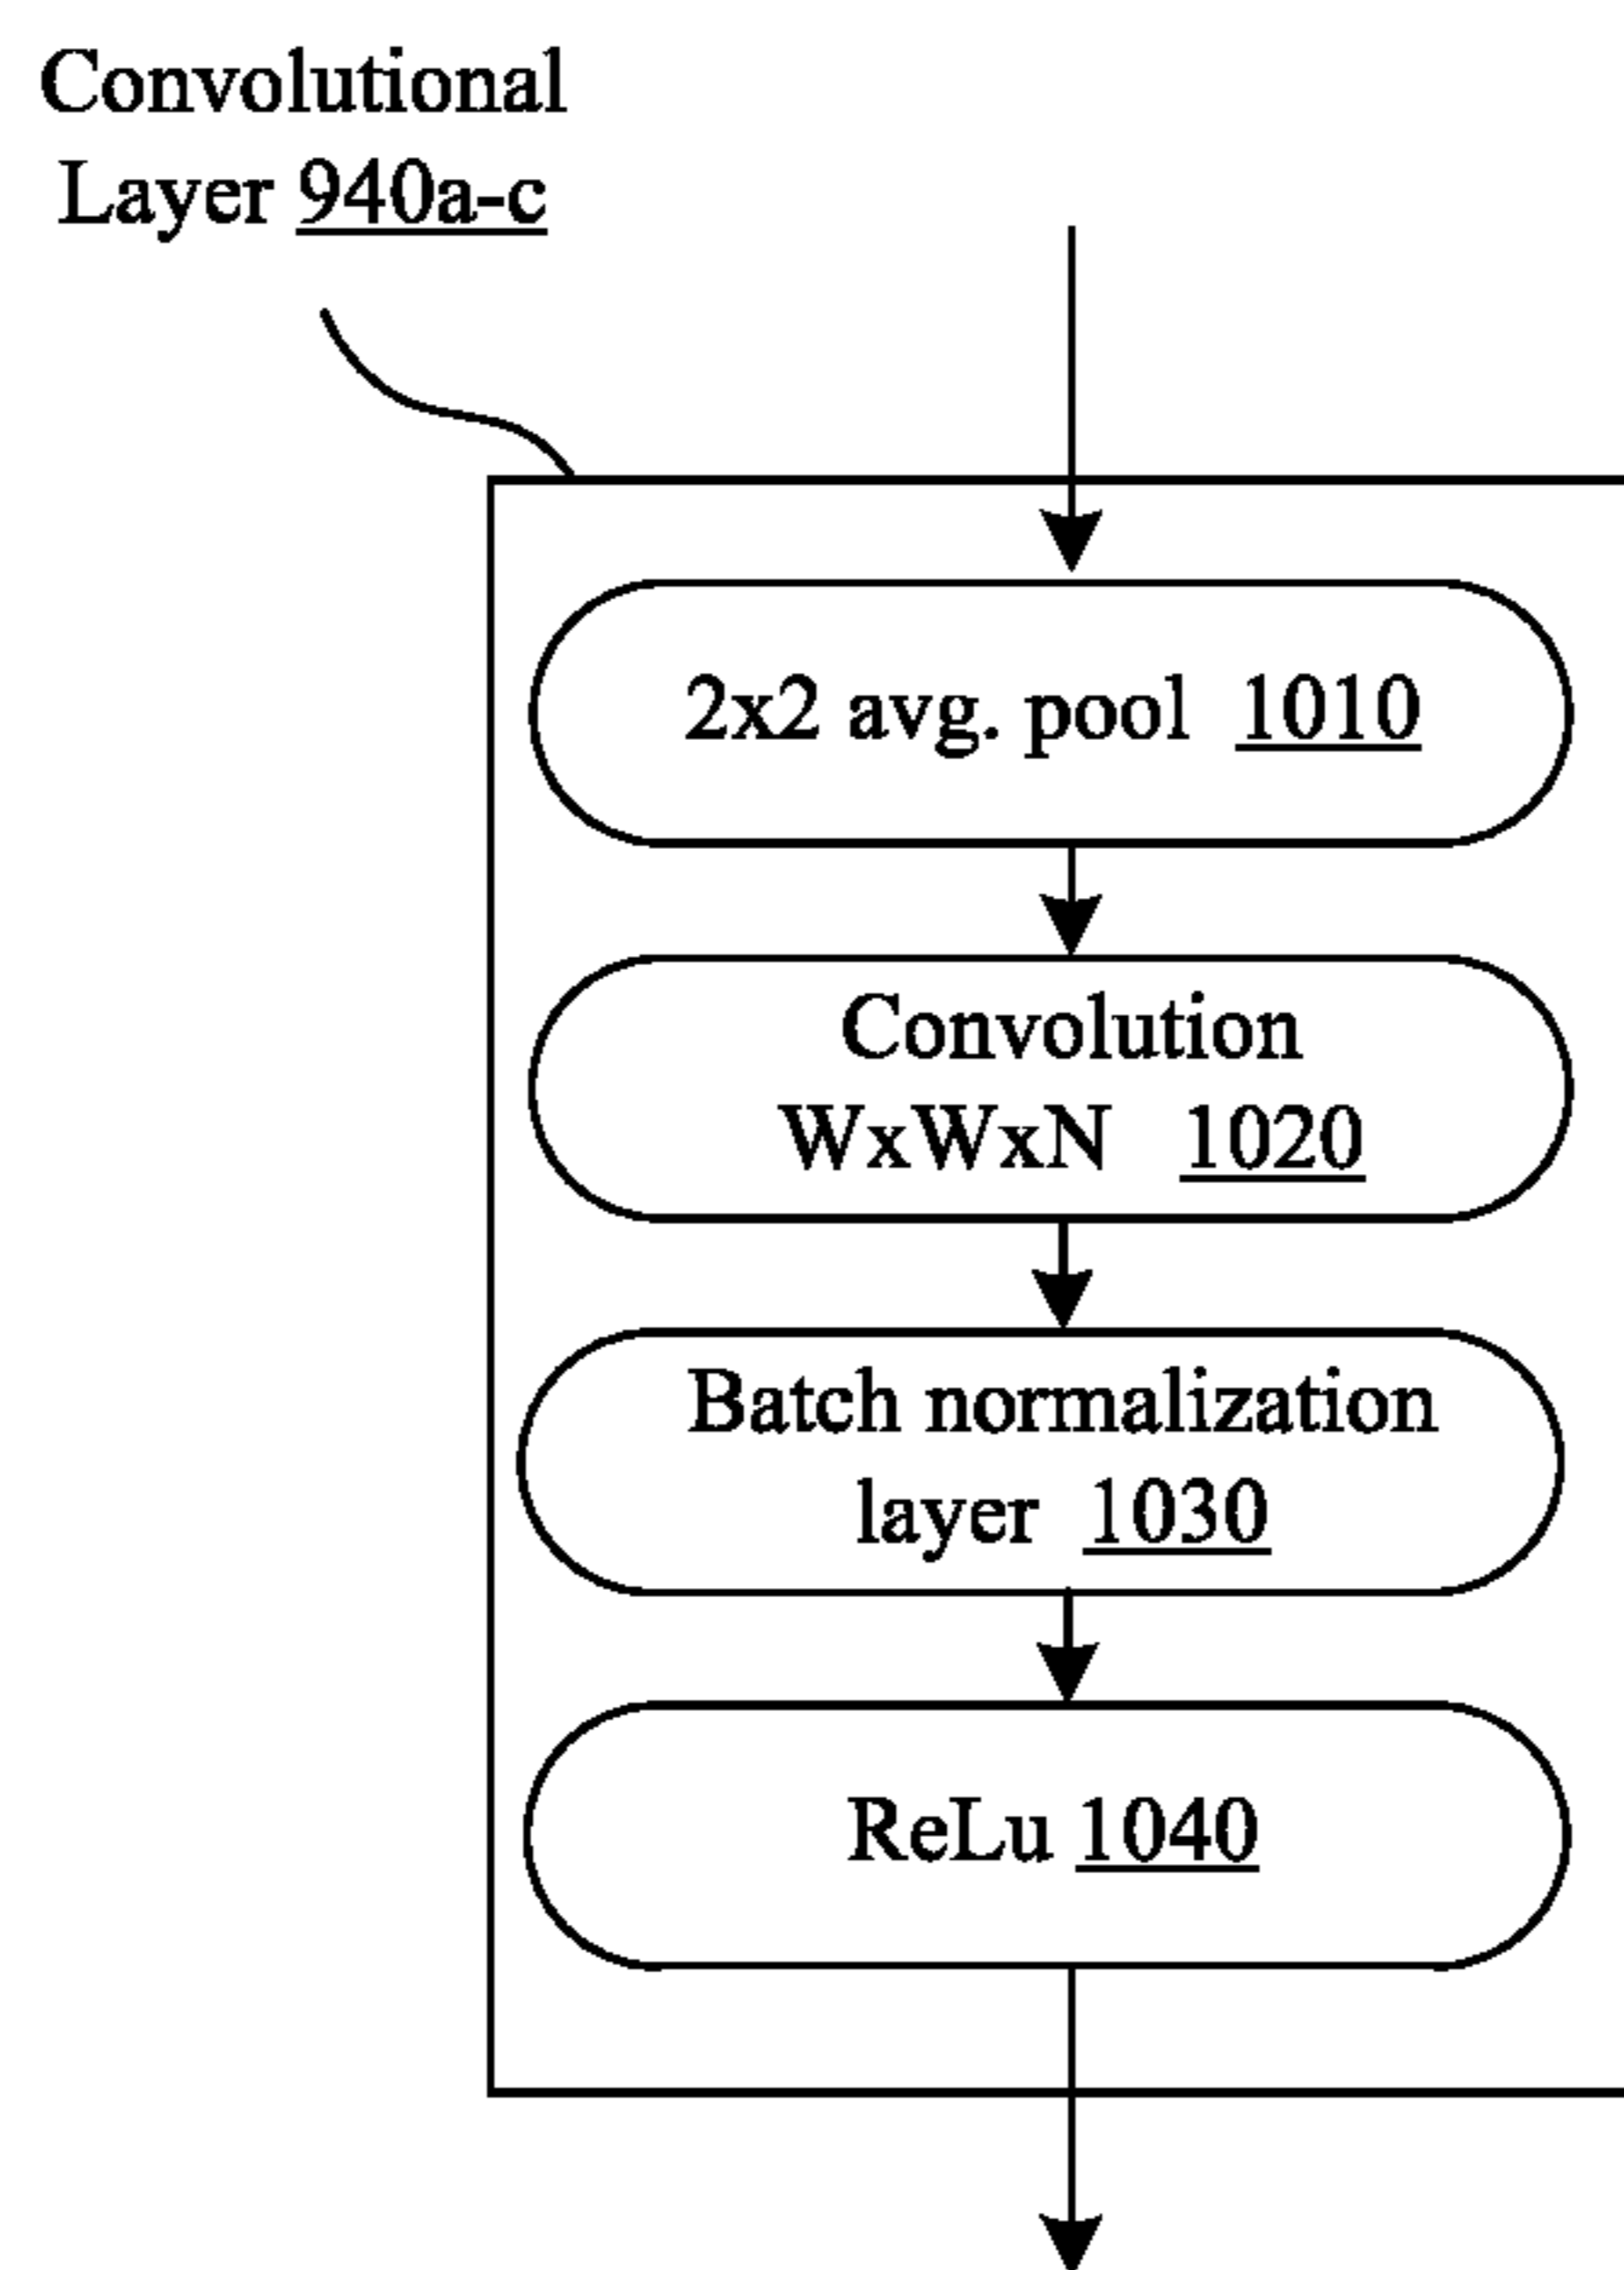 Convolutional
Layer 940a-c
2x2 avg. pool 1010
Convolution
WxWxN 1020
Batch normalization
layer 1030
ReLu 1040